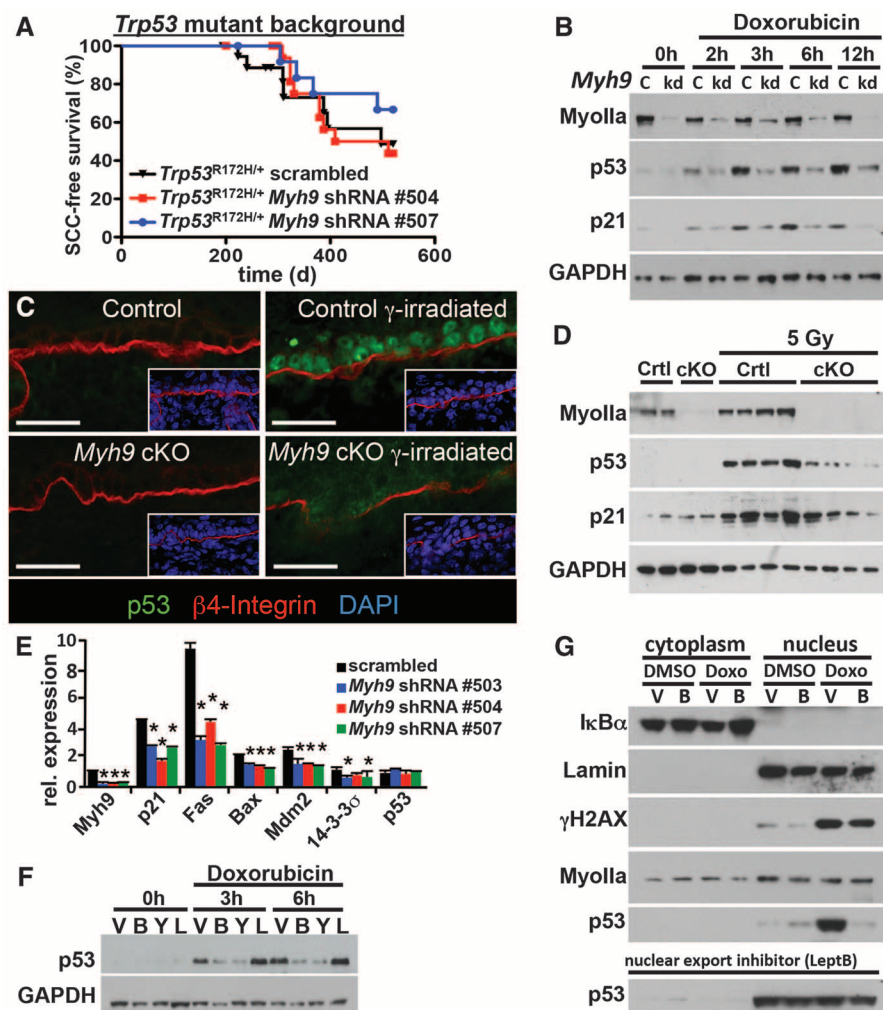 A
Trp53 mutant background
SCC-free survival (%)
100
80
60
40
20
0
Trp53R172H/+ scrambled
Trp53R172H/+ Myh9 shRNA #504
Trp53R172H/+ Myh9 shRNA #507
0 200 400 600
time (d)
B
Doxorubicin
0h 2h 3h 6h 12h
Myh9 C kd C kd C kd C kd C kd
MyoIIa
p53
p21
GAPDH
C
Control
Control γ-irradiated
Myh9 cKO
Myh9 cKO γ-irradiated
p53 β4-Integrin DAPI
D
5 Gy
Crtl cKO Crtl cKO
MyoIIa
p53
p21
GAPDH
E
rel. expression
10
8
6
4
2
0
scrambled
Myh9 shRNA #503
Myh9 shRNA #504
Myh9 shRNA #507
* * * * * * * * * * * * * * * * *
Myh9 p21 Fas Bax Mdm2 14-3-3σ p53
F
Doxorubicin
0h 3h 6h
V B Y L V B Y L V B Y L
p53
GAPDH
G
cytoplasm nucleus
DMSO Doxo DMSO Doxo
V B V B V B V B
IκBα
Lamin
γH2AX
MyoIIa
p53
nuclear export inhibitor (LeptB)
p53